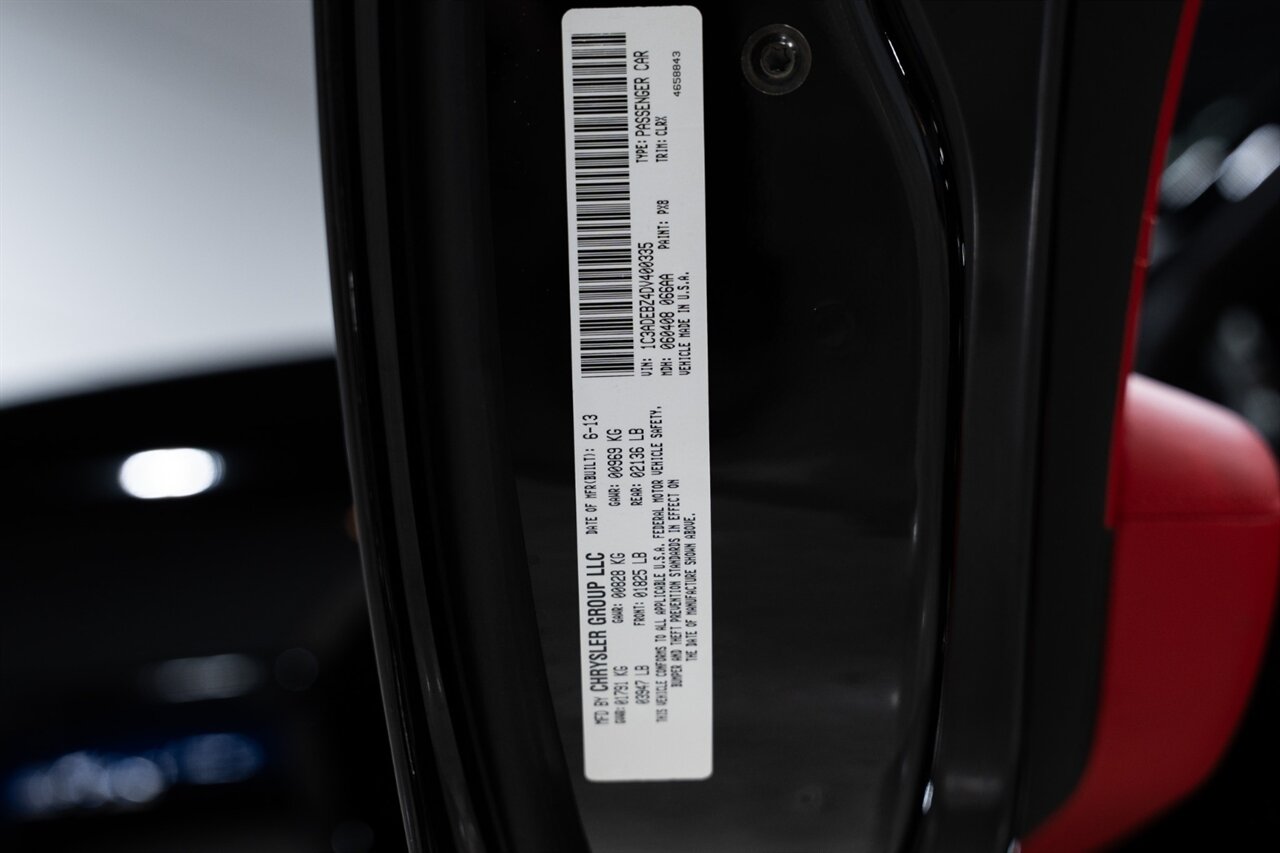 MFD BY CHRYSLER GROUP LLC DATE OF MFR(BUILT): 6-13
GVWR: 01791 KG GAWR: 00828 KG GAWR: 00969 KG
03947 LB FRONT: 01825 LB REAR: 02136 LB
THIS VEHICLE CONFORMS TO ALL APPLICABLE U.S.A. FEDERAL MOTOR VEHICLE SAFETY,
BUMPER AND THEFT PREVENTION STANDARDS IN EFFECT ON
THE DATE OF MANUFACTURE SHOWN ABOVE.
VIN: 1C3ADEBZ4DV400335 TYPE: PASSENGER CAR
MDH: 060408 066AA PAINT: PXB TRIM: CLRX
VEHICLE MADE IN U.S.A. 4658843